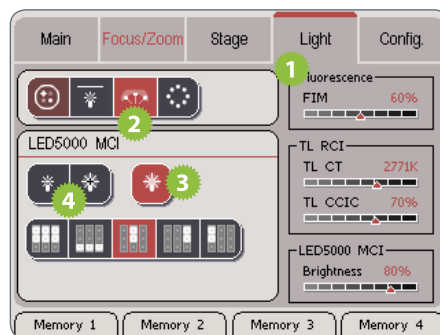 Main Focus/Zoom Stage Light Config.
1
Fluorescence
FIM 60%
2
LED5000 MCI
TL RCI
TL CT 2771K
3
4
TL CCIC 70%
LED5000 MCI
Brightness 80%
Memory 1 Memory 2 Memory 3 Memory 4